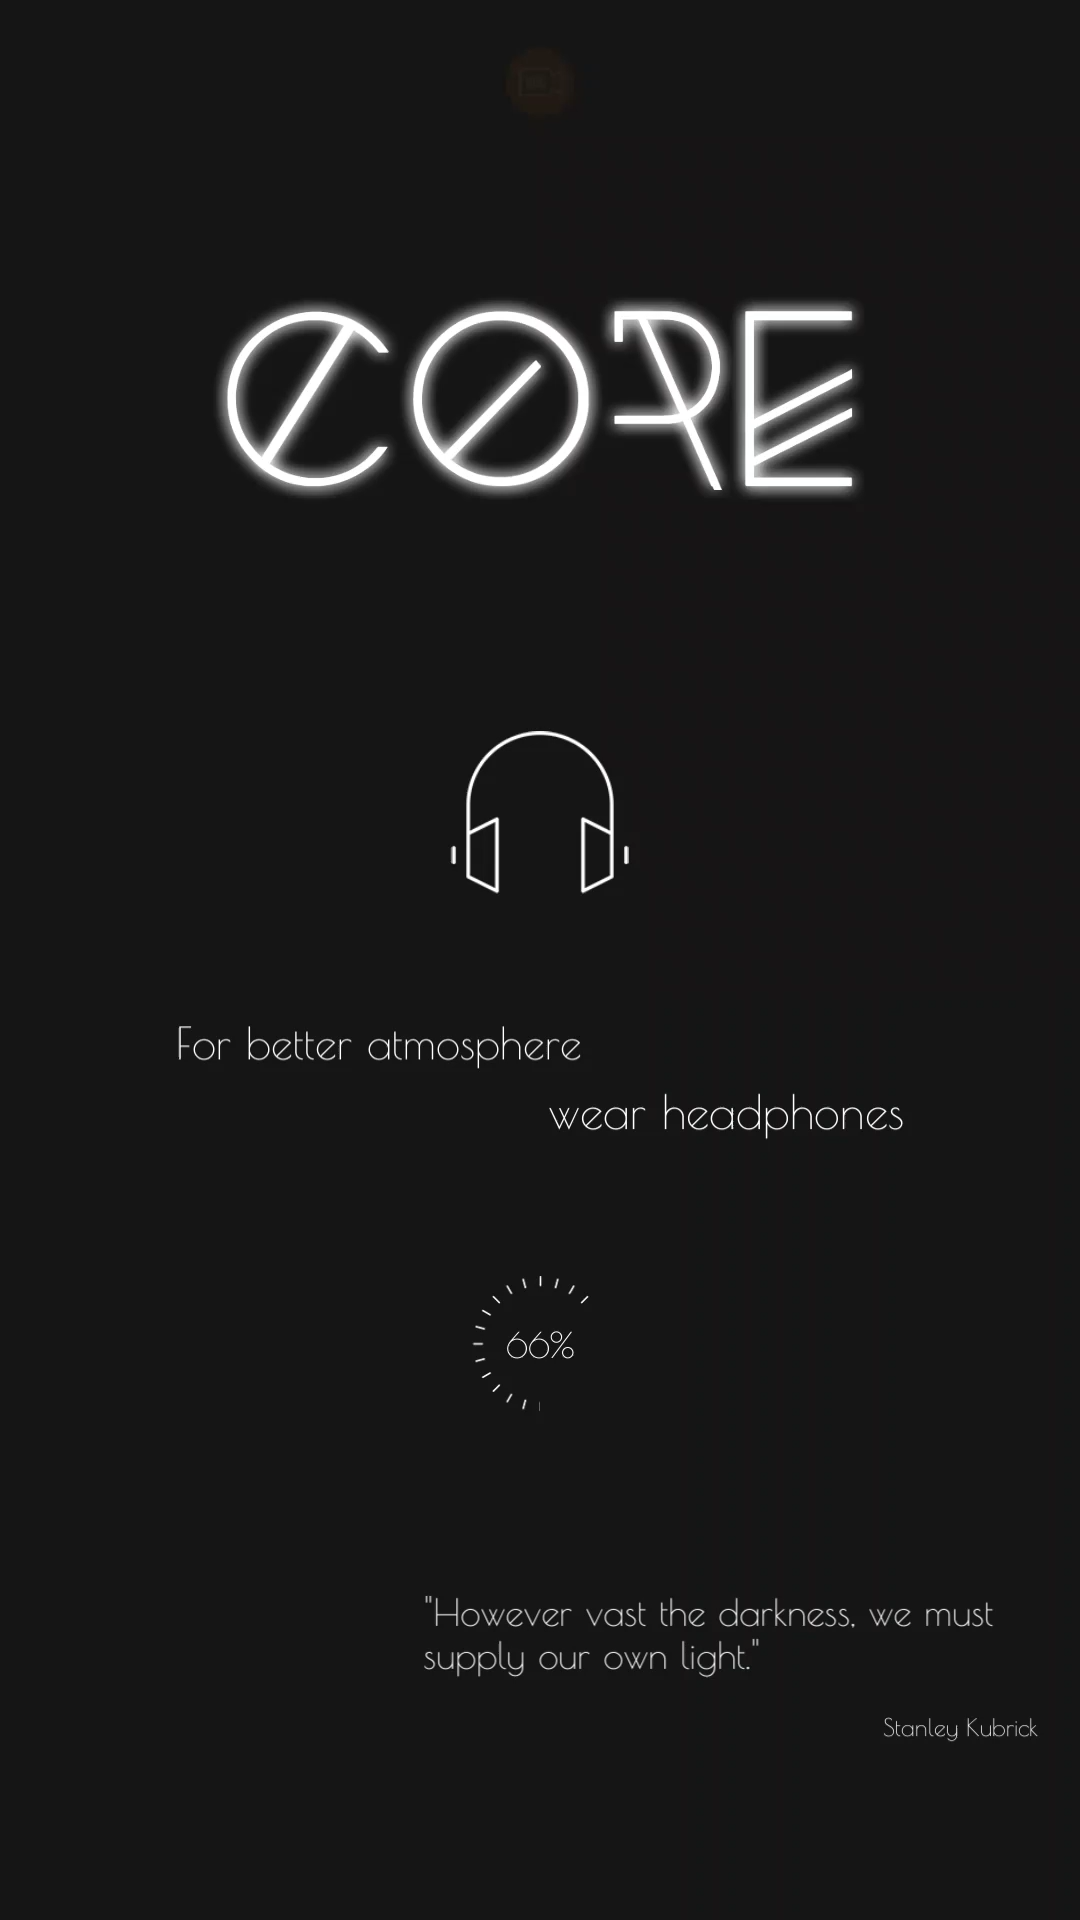 CORE
For better atmosphere
wear headphones
66%
"However vast the darkness, we must
supply our own light."
Stanley Kubrick